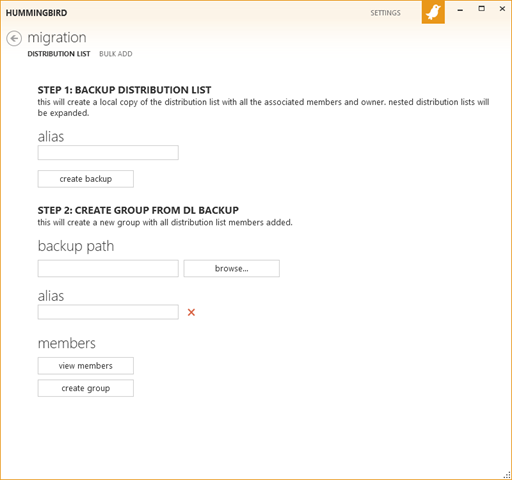 HUMMINGBIRD
SETTINGS
migration
DISTRIBUTION LIST BULK ADD
STEP 1: BACKUP DISTRIBUTION LIST
this will create a local copy of the distribution list with all the associated members and owner. nested distribution lists will
be expanded.
alias
create backup
STEP 2: CREATE GROUP FROM DL BACKUP
this will create a new group with all distribution list members added.
backup path
browse...
alias
members
view members
create group